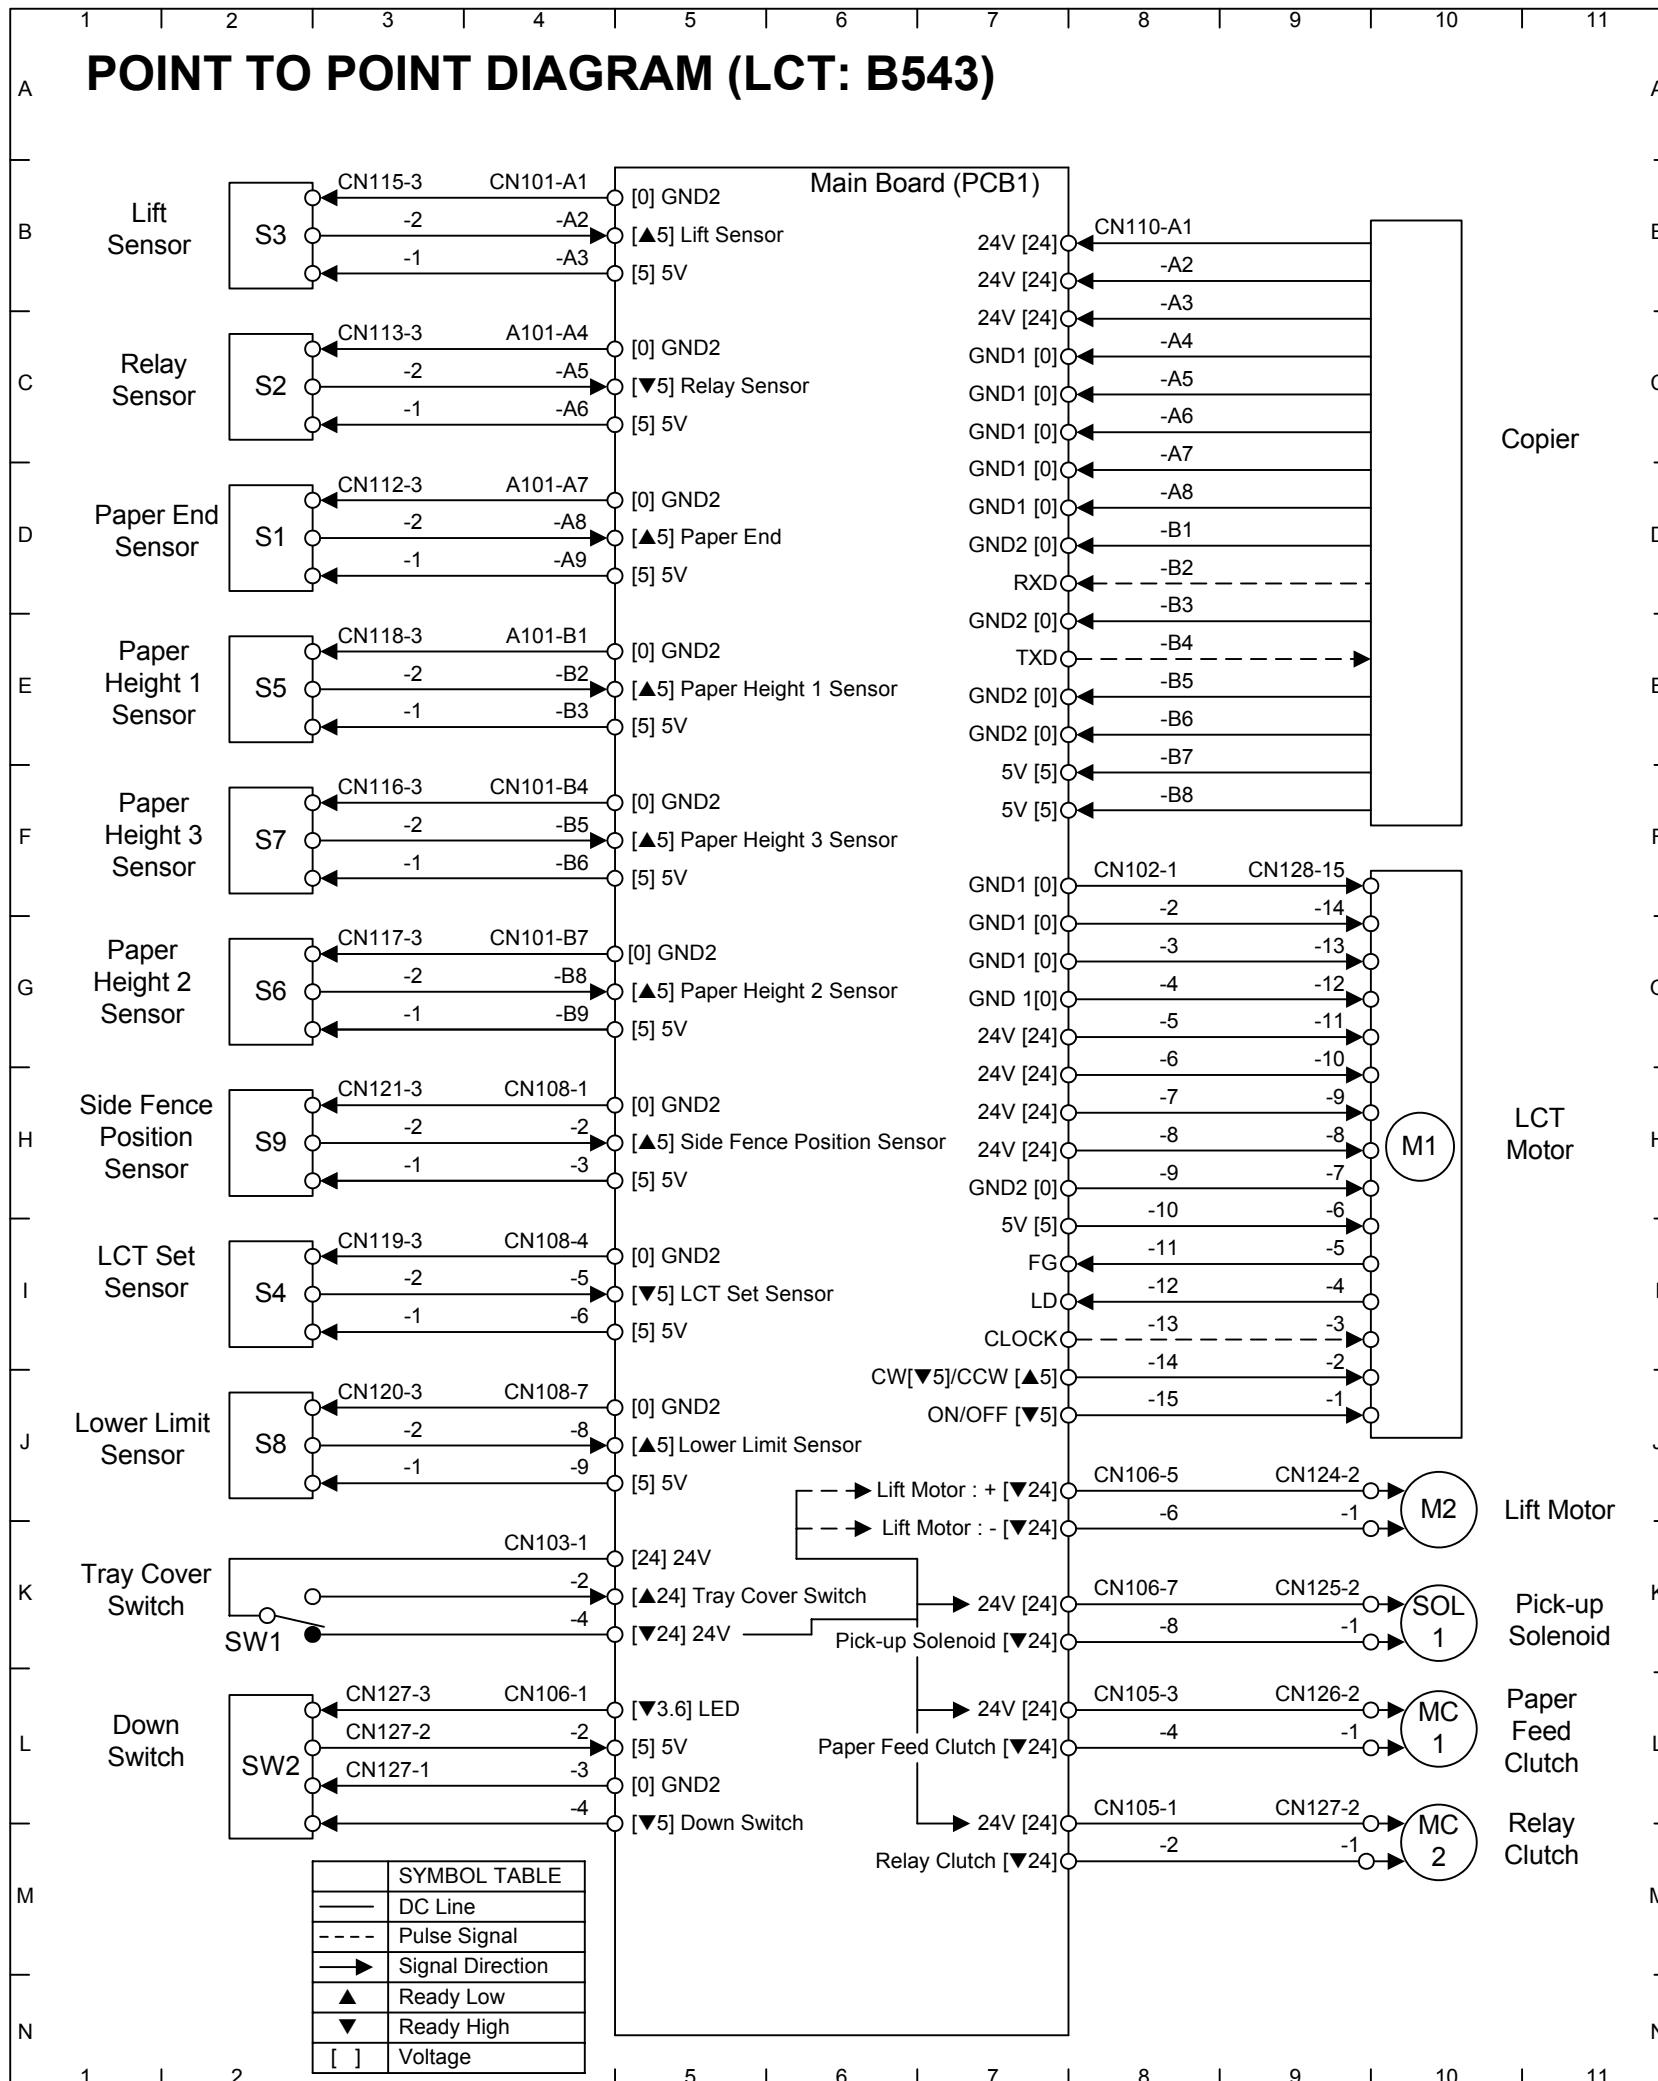 1 2 3 4 5 6 7 8 9 10 11
POINT TO POINT DIAGRAM (LCT: B543)
A
B
C
D
E
F
G
H
I
J
K
L
M
N
Main Board (PCB1)
Lift
Sensor
S3
CN115-3 CN101-A1 [0] GND2
-2 -A2 [▲5] Lift Sensor
-1 -A3 [5] 5V
Relay
Sensor
S2
CN113-3 A101-A4 [0] GND2
-2 -A5 [▼5] Relay Sensor
-1 -A6 [5] 5V
Paper End
Sensor
S1
CN112-3 A101-A7 [0] GND2
-2 -A8 [▲5] Paper End
-1 -A9 [5] 5V
Paper
Height 1
Sensor
S5
CN118-3 A101-B1 [0] GND2
-2 -B2 [▲5] Paper Height 1 Sensor
-1 -B3 [5] 5V
Paper
Height 3
Sensor
S7
CN116-3 CN101-B4 [0] GND2
-2 -B5 [▲5] Paper Height 3 Sensor
-1 -B6 [5] 5V
Paper
Height 2
Sensor
S6
CN117-3 CN101-B7 [0] GND2
-2 -B8 [▲5] Paper Height 2 Sensor
-1 -B9 [5] 5V
Side Fence
Position
Sensor
S9
CN121-3 CN108-1 [0] GND2
-2 -2 [▲5] Side Fence Position Sensor
-1 -3 [5] 5V
LCT Set
Sensor
S4
CN119-3 CN108-4 [0] GND2
-2 -5 [▼5] LCT Set Sensor
-1 -6 [5] 5V
Lower Limit
Sensor
S8
CN120-3 CN108-7 [0] GND2
-2 -8 [▲5] Lower Limit Sensor
-1 -9 [5] 5V
Tray Cover
Switch
SW1
CN103-1 [24] 24V
-2 [▲24] Tray Cover Switch
-4 [▼24] 24V
Down
Switch
SW2
CN127-3 CN106-1 [▼3.6] LED
CN127-2 -2 [5] 5V
CN127-1 -3 [0] GND2
-4 [▼5] Down Switch
24V [24] CN110-A1
24V [24] -A2
24V [24] -A3
GND1 [0] -A4
GND1 [0] -A5
GND1 [0] -A6
GND1 [0] -A7
GND1 [0] -A8
GND2 [0] -B1
RXD -B2
GND2 [0] -B3
TXD -B4
GND2 [0] -B5
GND2 [0] -B6
5V [5] -B7
5V [5] -B8
Copier
GND1 [0] CN102-1 CN128-15
GND1 [0] -2 -14
GND1 [0] -3 -13
GND 1[0] -4 -12
24V [24] -5 -11
24V [24] -6 -10
24V [24] -7 -9
24V [24] -8 -8
GND2 [0] -9 -7
5V [5] -10 -6
FG -11 -5
LD -12 -4
CLOCK -13 -3
CW[▼5]/CCW [▲5] -14 -2
ON/OFF [▼5] -15 -1
M1
LCT
Motor
Lift Motor : + [▼24] CN106-5 CN124-2
Lift Motor : - [▼24] -6 -1
M2
Lift Motor
24V [24] CN106-7 CN125-2
Pick-up Solenoid [▼24] -8 -1
SOL
1
Pick-up
Solenoid
24V [24] CN105-3 CN126-2
Paper Feed Clutch [▼24] -4 -1
MC
1
Paper
Feed
Clutch
24V [24] CN105-1 CN127-2
Relay Clutch [▼24] -2 -1
MC
2
Relay
Clutch
SYMBOL TABLE
DC Line
Pulse Signal
Signal Direction
▲ Ready Low
▼ Ready High
[ ] Voltage
1 2 5 6 7 8 9 10 11